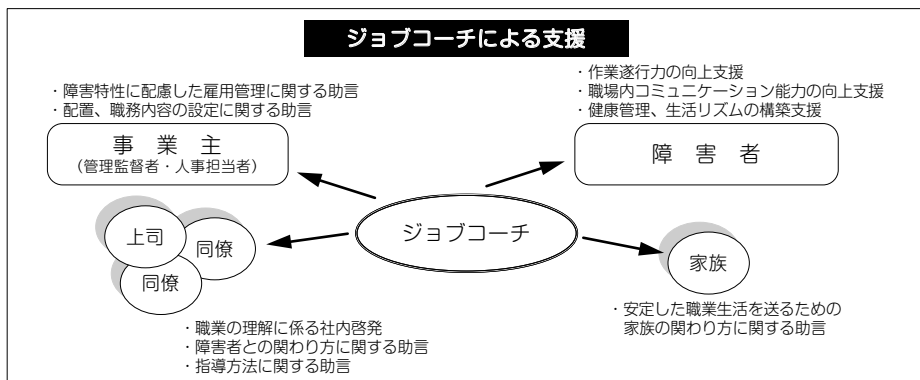 ジョブコーチによる支援
・障害特性に配慮した雇用管理に関する助言
・配置、職務内容の設定に関する助言
事業主
（管理監督者・人事担当者）
・作業遂行力の向上支援
・職場内コミュニケーション能力の向上支援
・健康管理、生活リズムの構築支援
障害者
ジョブコーチ
上司
同僚
同僚
・職業の理解に係る社内啓発
・障害者との関わり方に関する助言
・指導方法に関する助言
家族
・安定した職業生活を送るための
家族の関わり方に関する助言